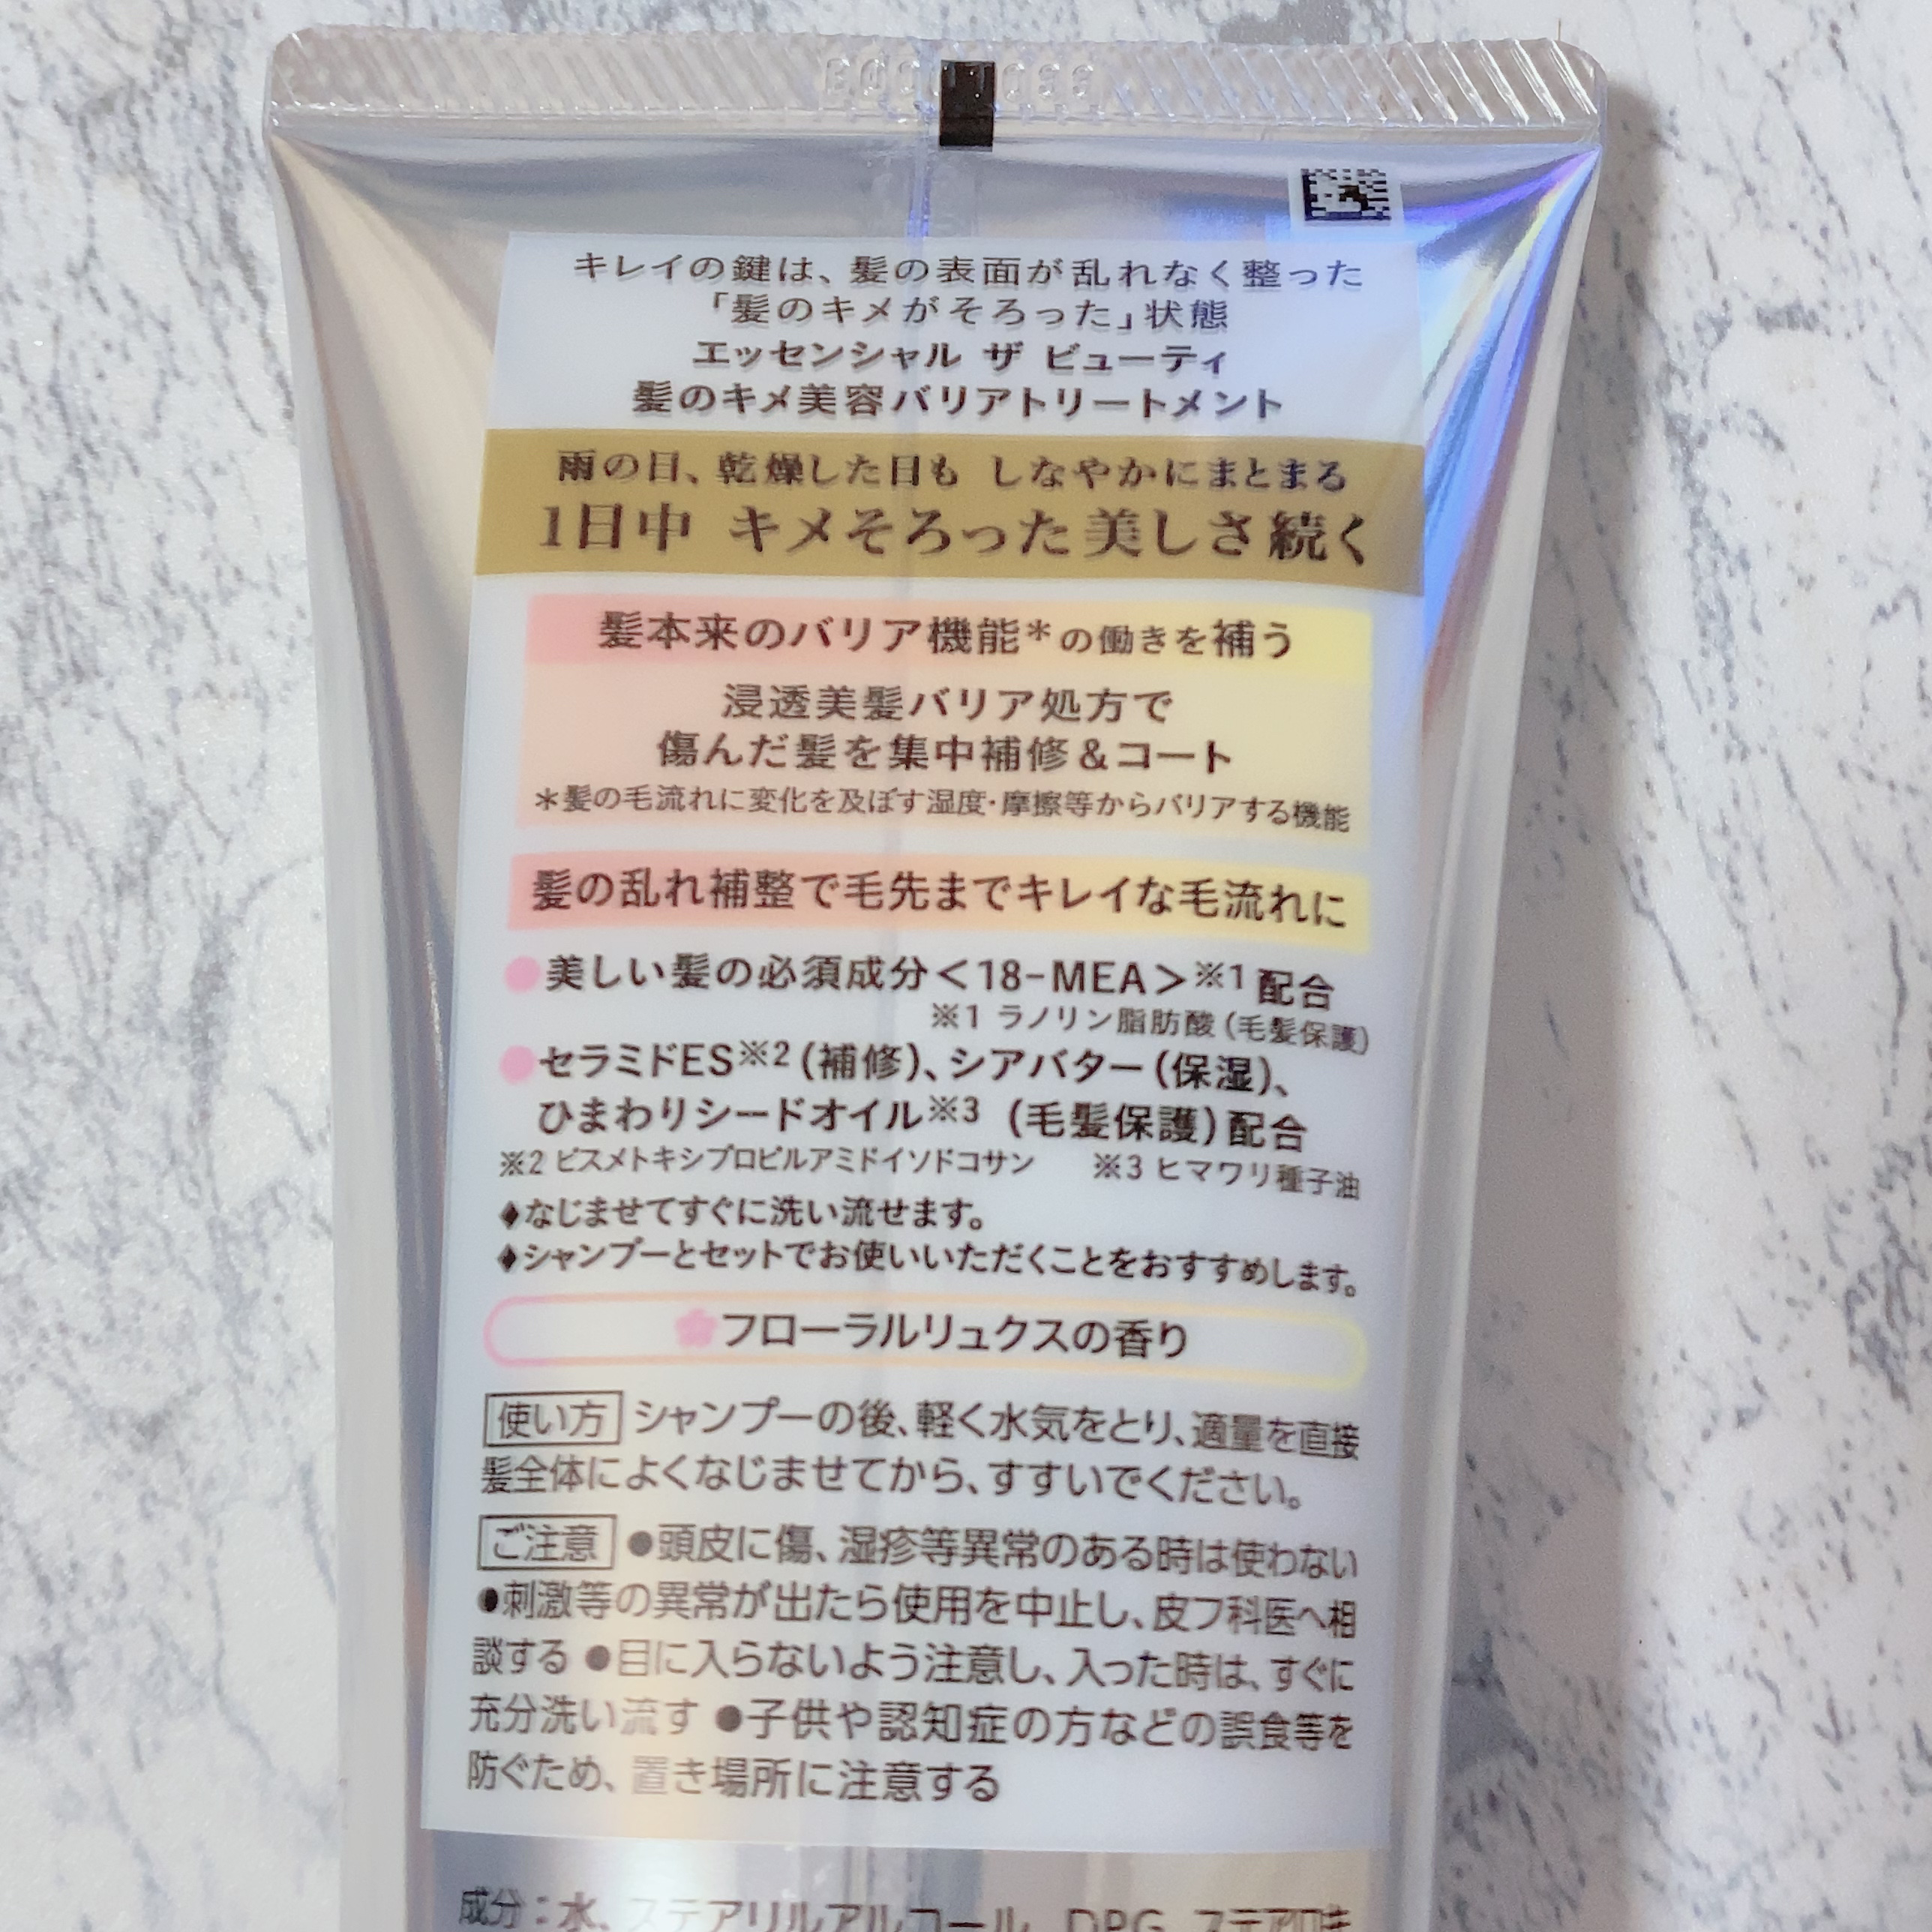 キレイの鍵は、髪の表面が乱れなく整った
「髪のキメがそろった」状態
エッセンシャル ザ ビューティ
髪のキメ美容バリアトリートメント
雨の日、乾燥した日も しなやかにまとまる
1日中 キメそろった美しさ続く
髪本来のバリア機能*の働きを補う
浸透美髪バリア処方で
傷んだ髪を集中補修&コート
*髪の毛流れに変化を及ぼす湿度・摩擦等からバリアする機能
髪の乱れ補整で毛先までキレイな毛流れに
●美しい髪の必須成分<18-MEA>※1配合
※1 ラノリン脂肪酸(毛髪保護)
●セラミドES※2(補修)、シアバター(保湿)、
ひまわりシードオイル※3 (毛髪保護)配合
※2 ビスメトキシプロピルアミドイソドコサン ※3 ヒマワリ種子油
♦なじませてすぐに洗い流せます。
♦シャンプーとセットでお使いいただくことをおすすめします。
フローラルリュクスの香り
使い方 シャンプーの後、軽く水気をとり、適量を直接
髪全体によくなじませてから、すすいでください。
ご注意 ●頭皮に傷、湿疹等異常のある時は使わない
●刺激等の異常が出たら使用を中止し、皮フ科医へ相
談する ●目に入らないよう注意し、入った時は、すぐに
充分洗い流す ●子供や認知症の方などの誤食等を
防ぐため、置き場所に注意する
成分:水、ステアリルアルコール、DPG、ステアロキ